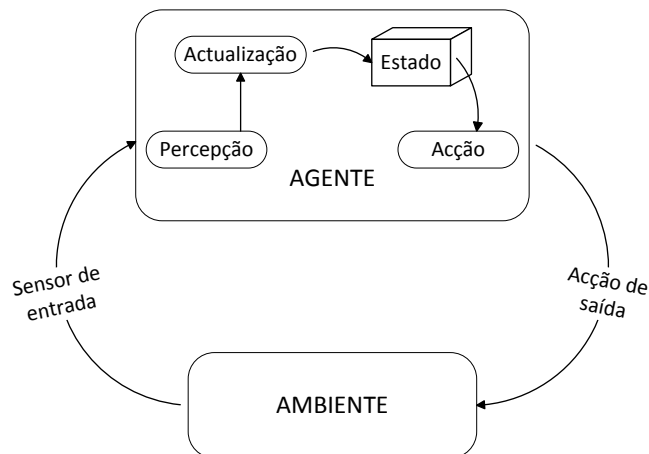 Actualização
Estado
Percepção
Acção
AGENTE
Sensor de
entrada
Acção de
saída
AMBIENTE